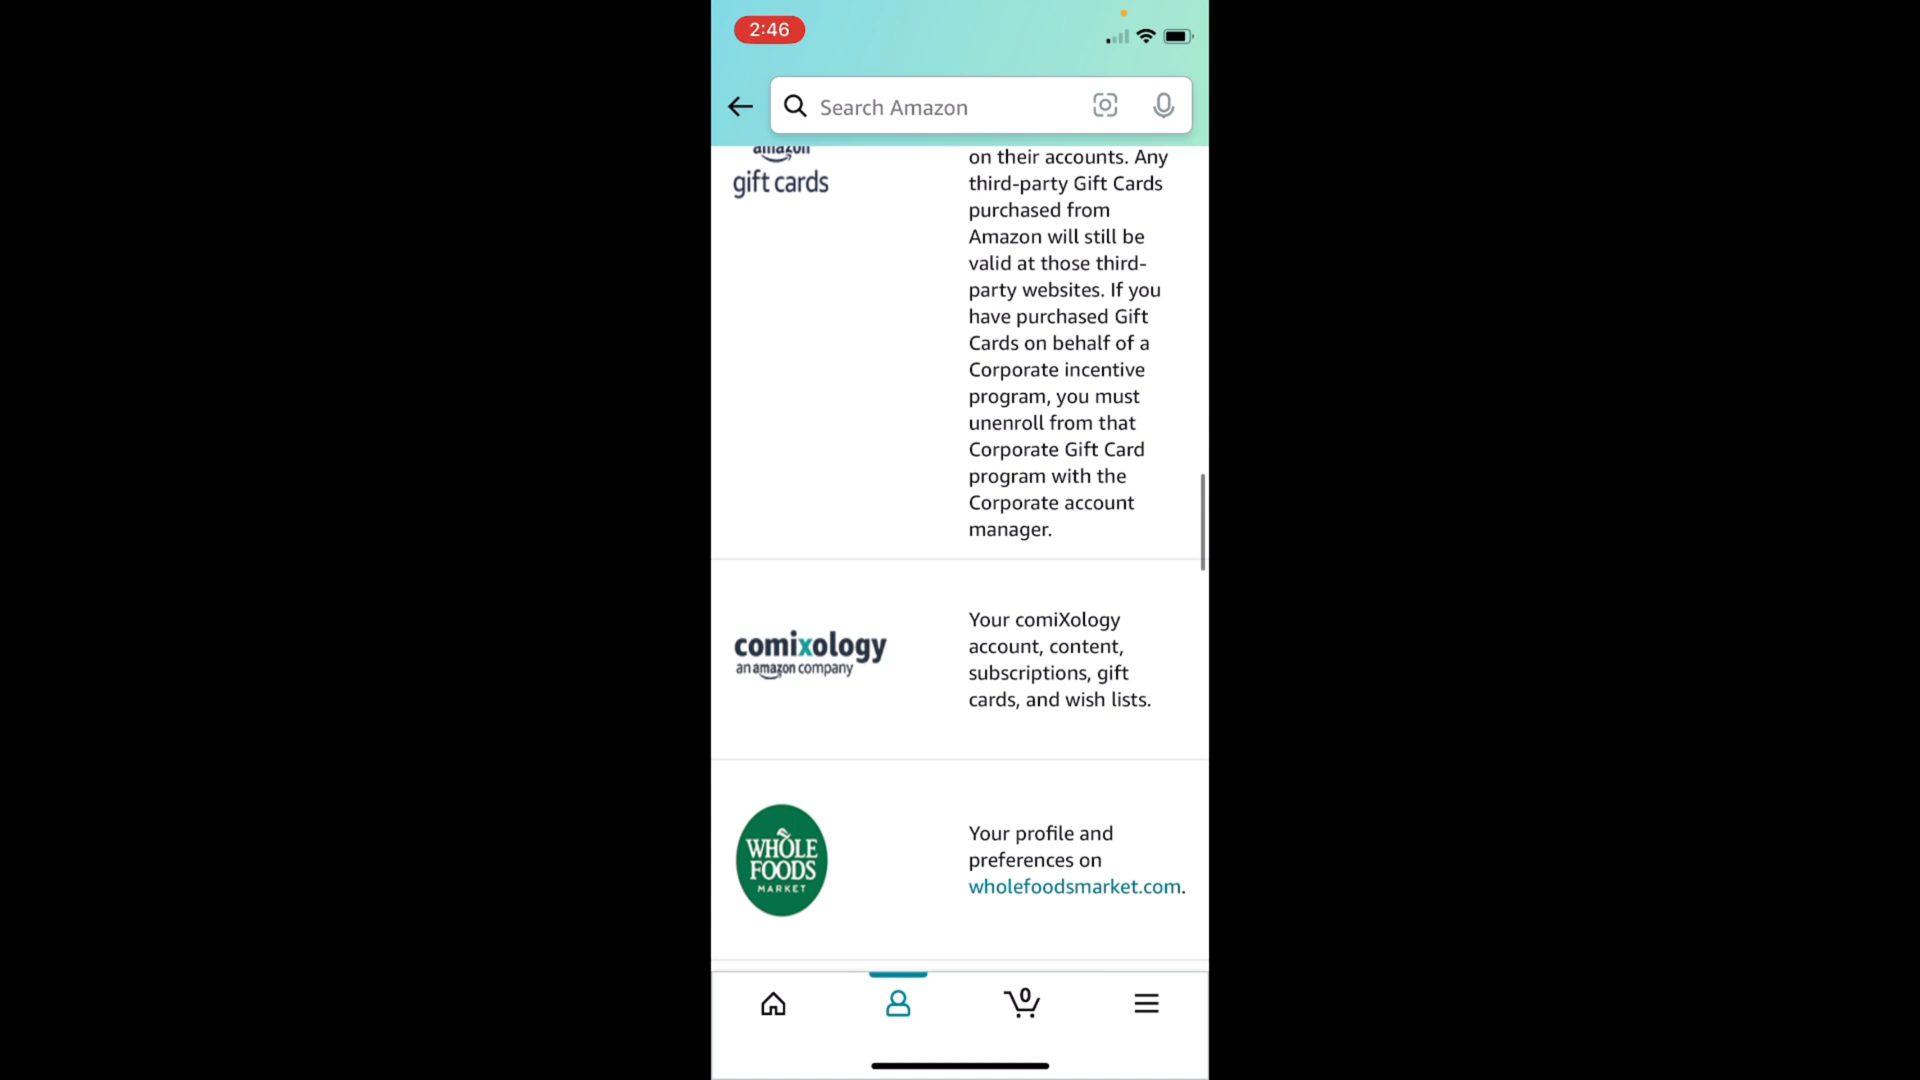 2:46
Search Amazon
amazon
gift cards
on their accounts. Any
third-party Gift Cards
purchased from
Amazon will still be
valid at those third-
party websites. If you
have purchased Gift
Cards on behalf of a
Corporate incentive
program, you must
unenroll from that
Corporate Gift Card
program with the
Corporate account
manager.
comixology
an amazon company
Your comiXology
account, content,
subscriptions, gift
cards, and wish lists.
WHOLE
FOODS
MARKET
Your profile and
preferences on
wholefoodsmarket.com.
0